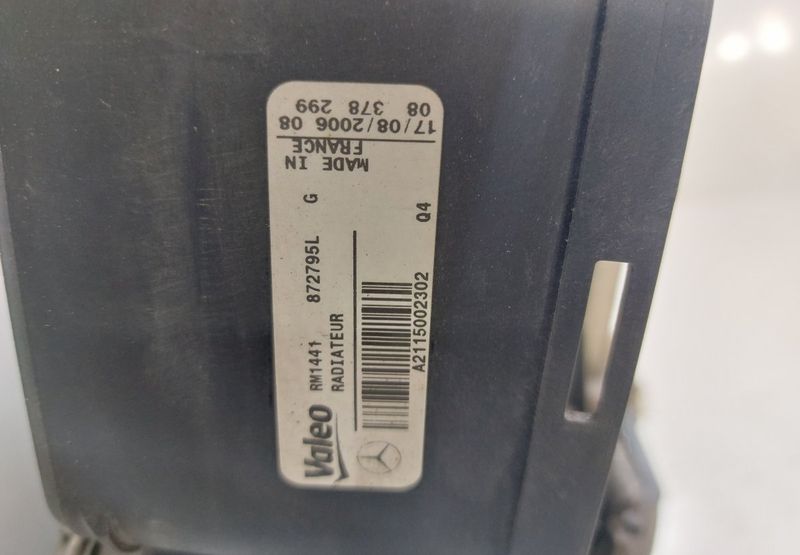 Valeo
RM1441 872795L G
RADIATEUR
A2115002302 Q4
MADE IN
FRANCE
17/08/2006 08
08 378 299